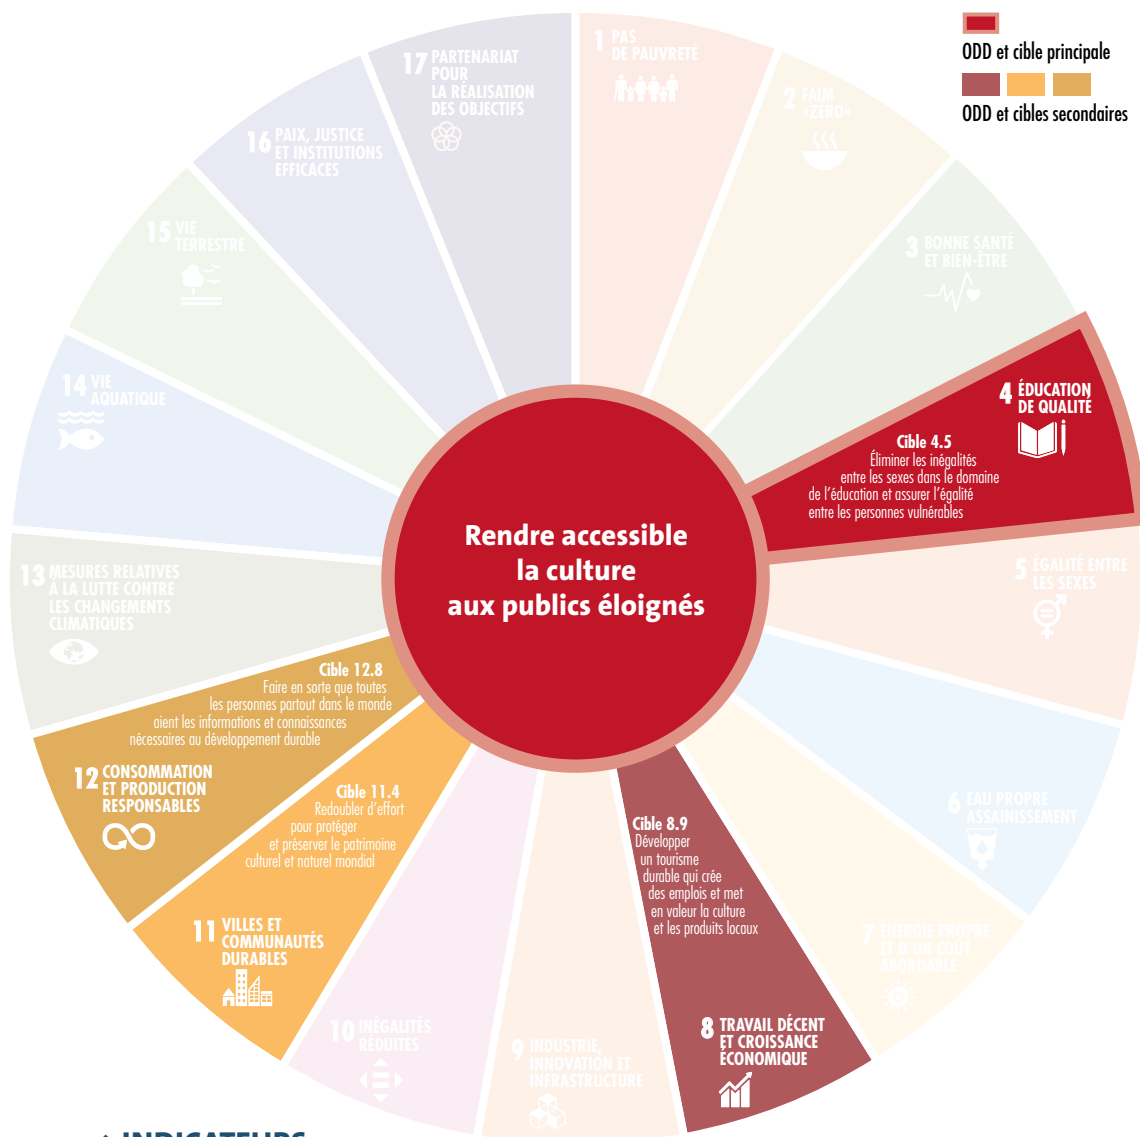 ODD et cible principale
ODD et cibles secondaires
1 PAS
DE PAUVRETÉ
2 FAIM
«ZERO»
3 BONNE SANTÉ
ET BIEN-ÊTRE
4 ÉDUCATION
DE QUALITÉ
Cible 4.5
Éliminer les inégalités
entre les sexes dans le domaine
de l'éducation et assurer l'égalité
entre les personnes vulnérables
5 ÉGALITÉ ENTRE
LES SEXES
6 EAU PROPRE
ASSAINISSEMENT
7 ÉNERGIE PROPRE
ET D'UN COÛT
ABORDABLE
Cible 8.9
Développer
un tourisme
durable qui crée
des emplois et met
en valeur la culture
et les produits locaux
8 TRAVAIL DÉCENT
ET CROISSANCE
ÉCONOMIQUE
9 INDUSTRIE,
INNOVATION ET
INFRASTRUCTURE
10 INÉGALITÉS
RÉDUITES
Cible 11.4
Redoubler d'effort
pour protéger
et préserver le patrimoine
culturel et naturel mondial
11 VILLES ET
COMMUNAUTÉS
DURABLES
Cible 12.8
Faire en sorte que toutes
les personnes partout dans le monde
aient les informations et connaissances
nécessaires au développement durable
12 CONSOMMATION
ET PRODUCTION
RESPONSABLES
13 MESURES RELATIVES
À LA LUTTE CONTRE
LES CHANGEMENTS
CLIMATIQUES
14 VIE
AQUATIQUE
15 VIE
TERRESTRE
16 PAIX, JUSTICE
ET INSTITUTIONS
EFFICACES
17 PARTENARIAT
POUR
LA RÉALISATION
DES OBJECTIFS
Rendre accessible
la culture
aux publics éloignés
INDICATEURS